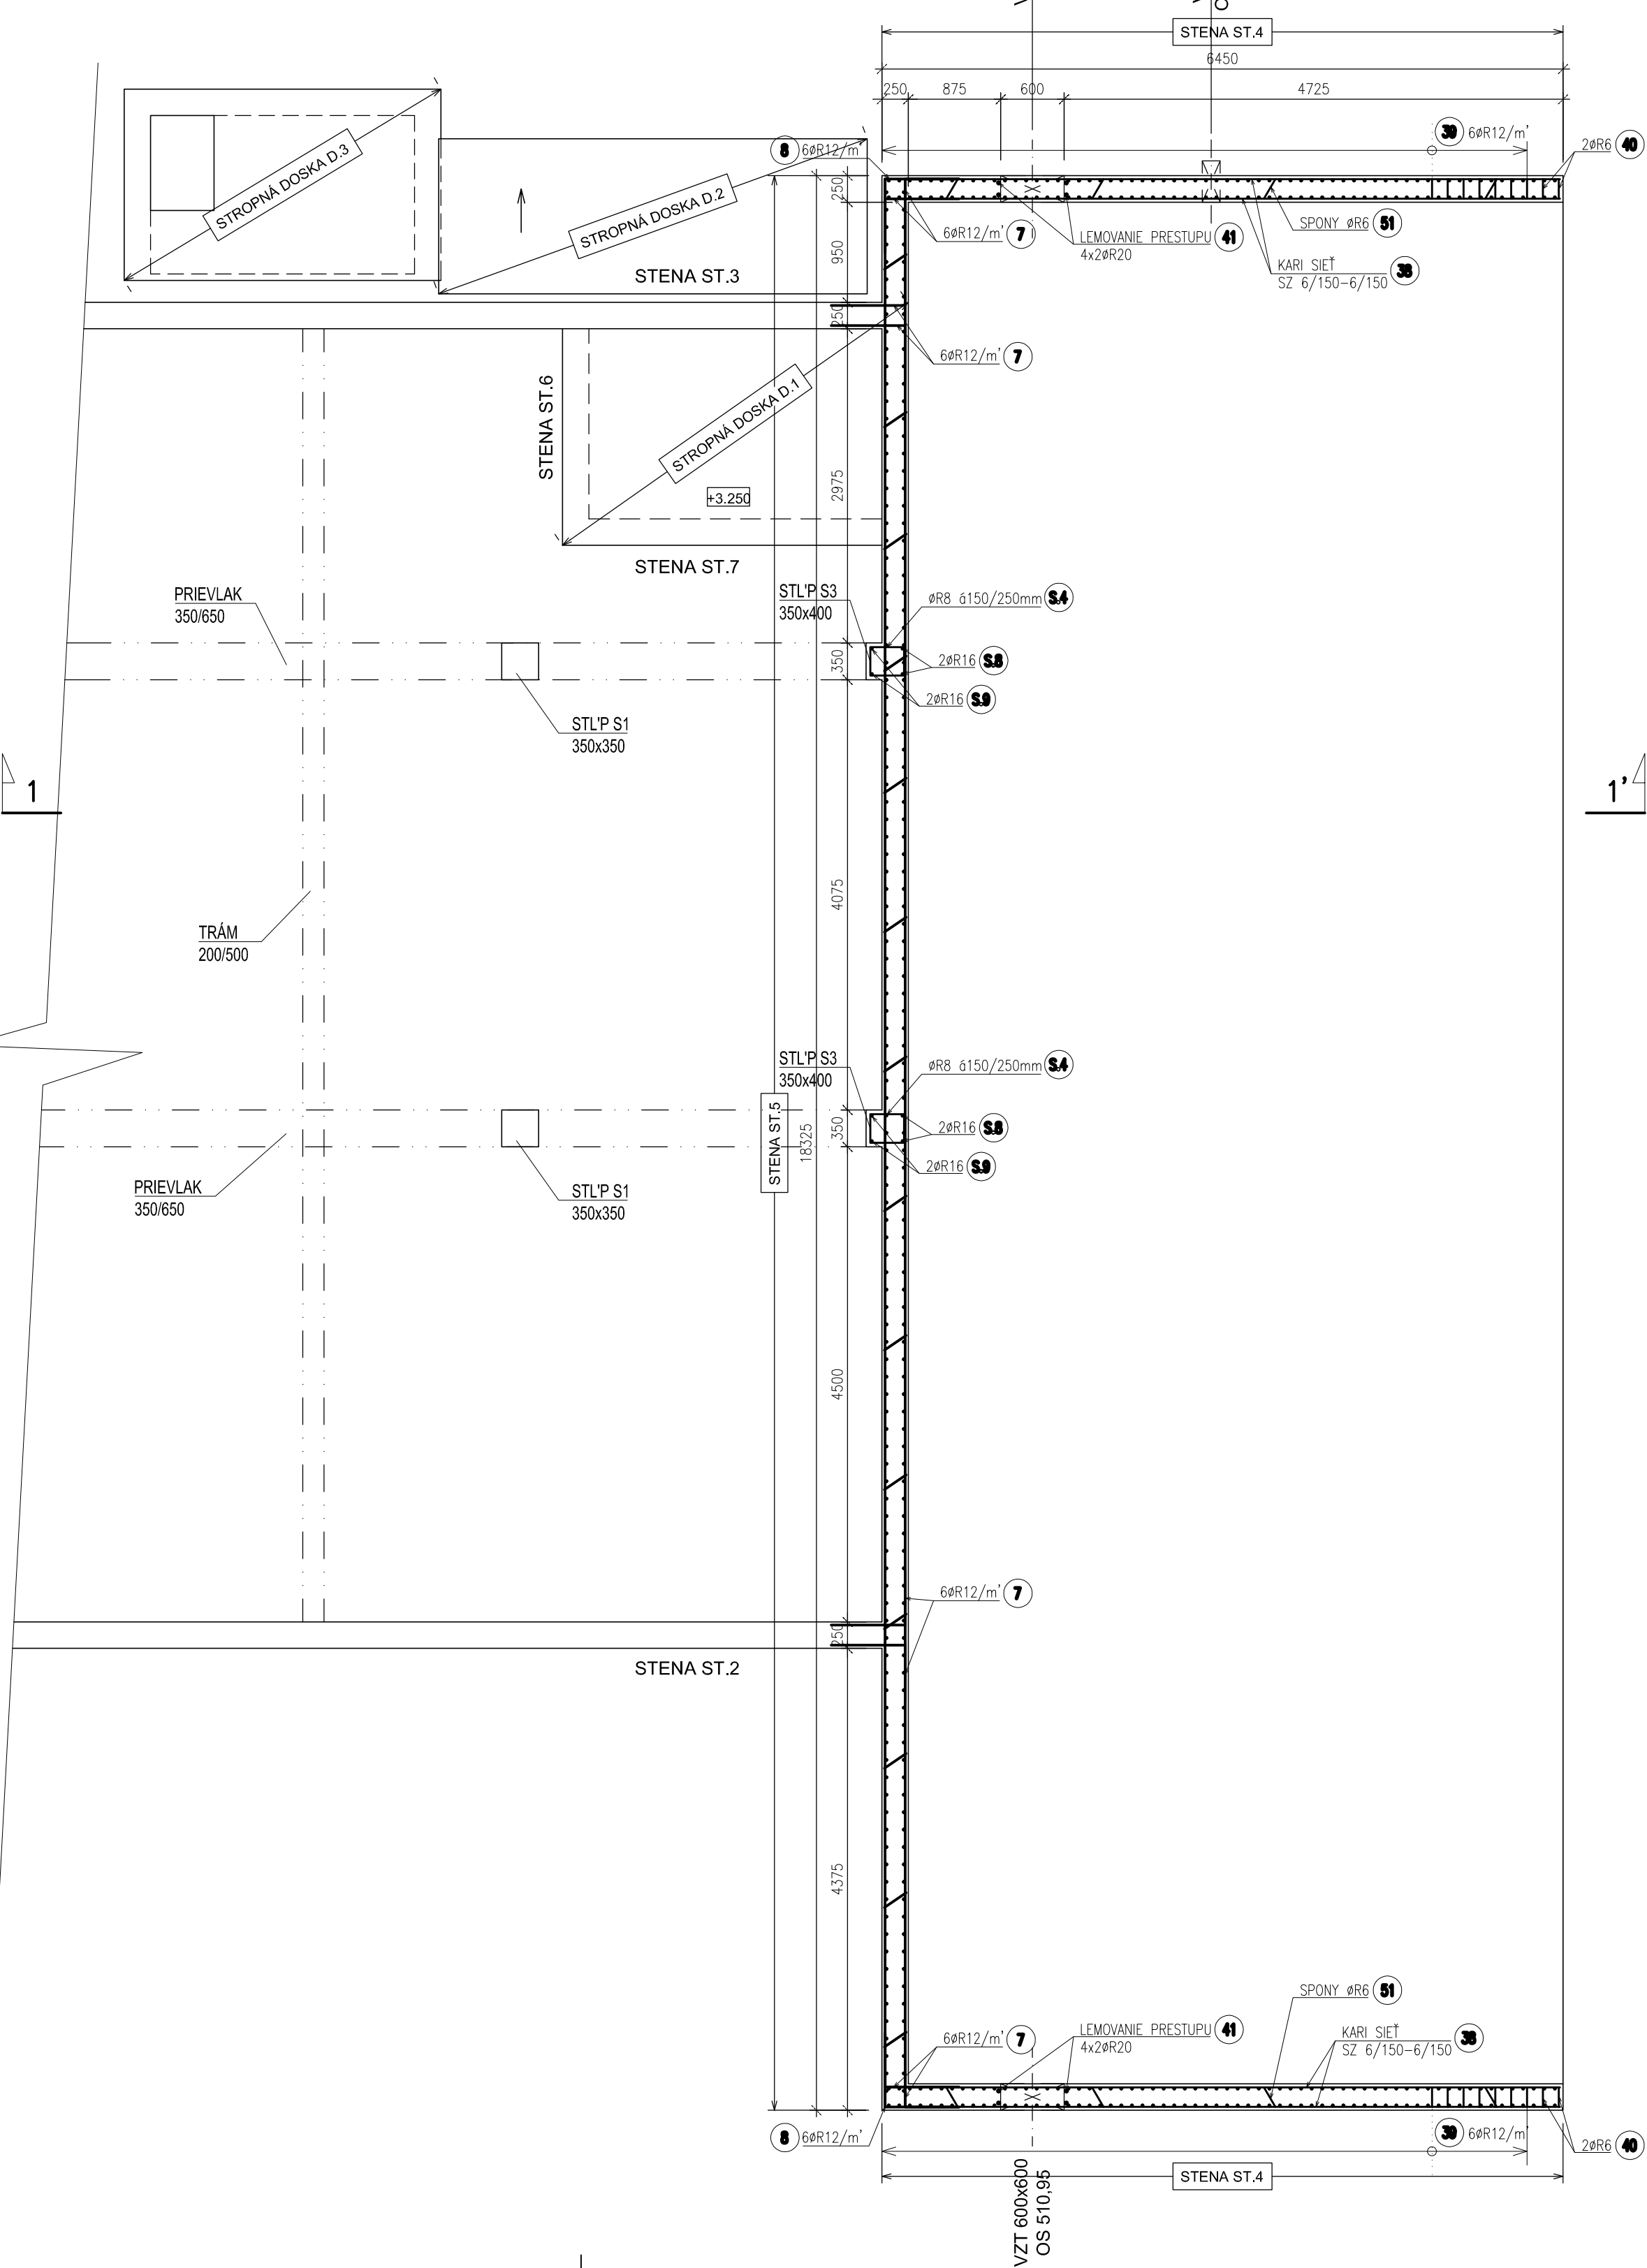 STENA ST.4
6450
250
875
600
4725
39 6øR12/m'
2øR6 40
8 6øR12/m'
STROPNÁ DOSKA D.3
STROPNÁ DOSKA D.2
250
6øR12/m' 7
LEMOVANIE PRESTUPU 41
4x2øR20
SPONY øR6 51
KARI SIEŤ
SZ 6/150-6/150 38
950
STENA ST.3
250
6øR12/m' 7
STENA ST.6
STROPNÁ DOSKA D.1
+3.250
2975
STENA ST.7
PRIEVLAK
350/650
STL'P S3
350x400
øR8 á150/250mm S.4
350
2øR16 S.8
2øR16 S.9
STL'P S1
350x350
1
1'
4075
TRÁM
200/500
STL'P S3
350x400
øR8 á150/250mm S.4
STENA ST.5
18325
350
2øR16 S.8
2øR16 S.9
PRIEVLAK
350/650
STL'P S1
350x350
4500
6øR12/m' 7
250
STENA ST.2
4375
SPONY øR6 51
6øR12/m' 7
LEMOVANIE PRESTUPU 41
4x2øR20
KARI SIEŤ
SZ 6/150-6/150 38
8 6øR12/m'
39 6øR12/m'
2øR6 40
STENA ST.4
VZT 600x600
OS 510,95